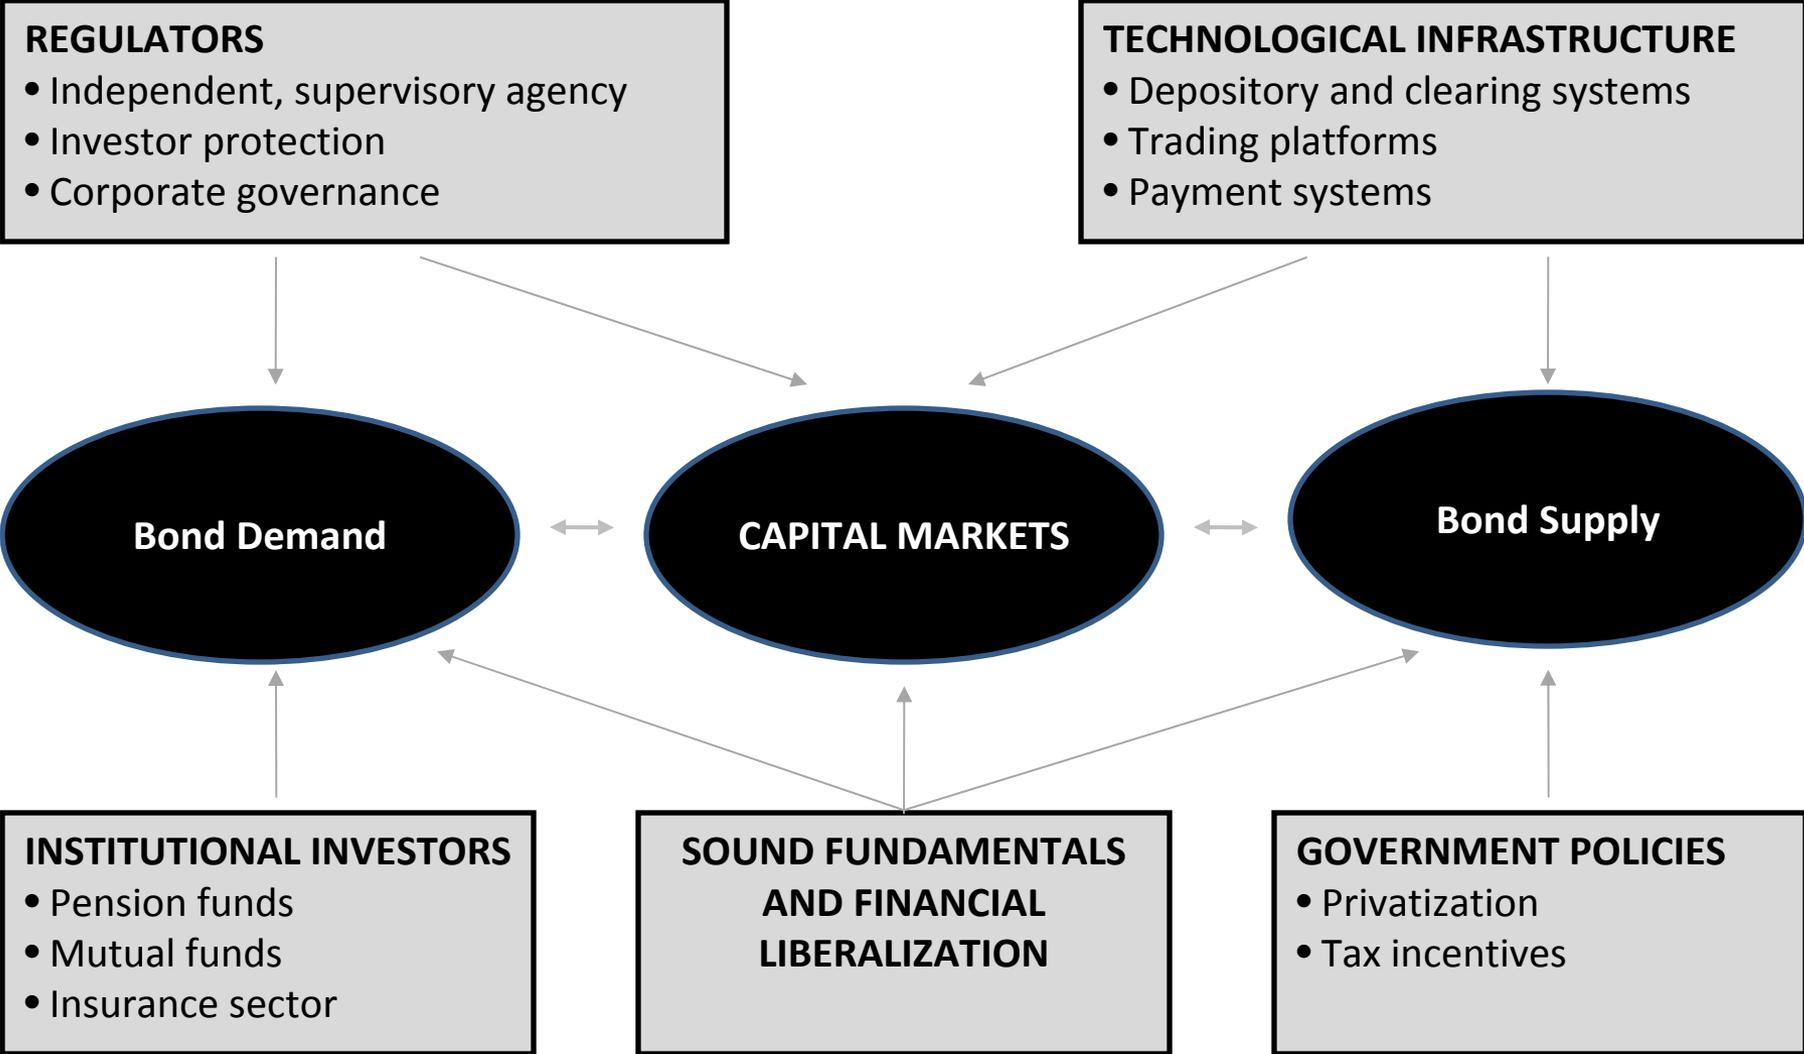 REGULATORS
• Independent, supervisory agency
• Investor protection
• Corporate governance
TECHNOLOGICAL INFRASTRUCTURE
• Depository and clearing systems
• Trading platforms
• Payment systems
Bond Demand
CAPITAL MARKETS
Bond Supply
INSTITUTIONAL INVESTORS
• Pension funds
• Mutual funds
• Insurance sector
SOUND FUNDAMENTALS
AND FINANCIAL
LIBERALIZATION
GOVERNMENT POLICIES
• Privatization
• Tax incentives